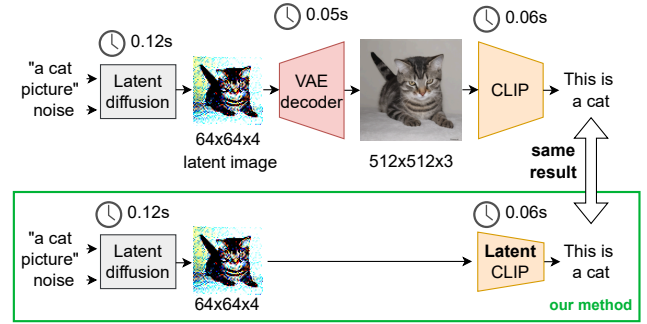 0.12s
0.05s
0.06s
"a cat
picture"
noise
Latent
diffusion
64x64x4
latent image
VAE
decoder
512x512x3
CLIP
This is
a cat
same
result
0.12s
0.06s
"a cat
picture"
noise
Latent
diffusion
64x64x4
Latent
CLIP
This is
a cat
our method